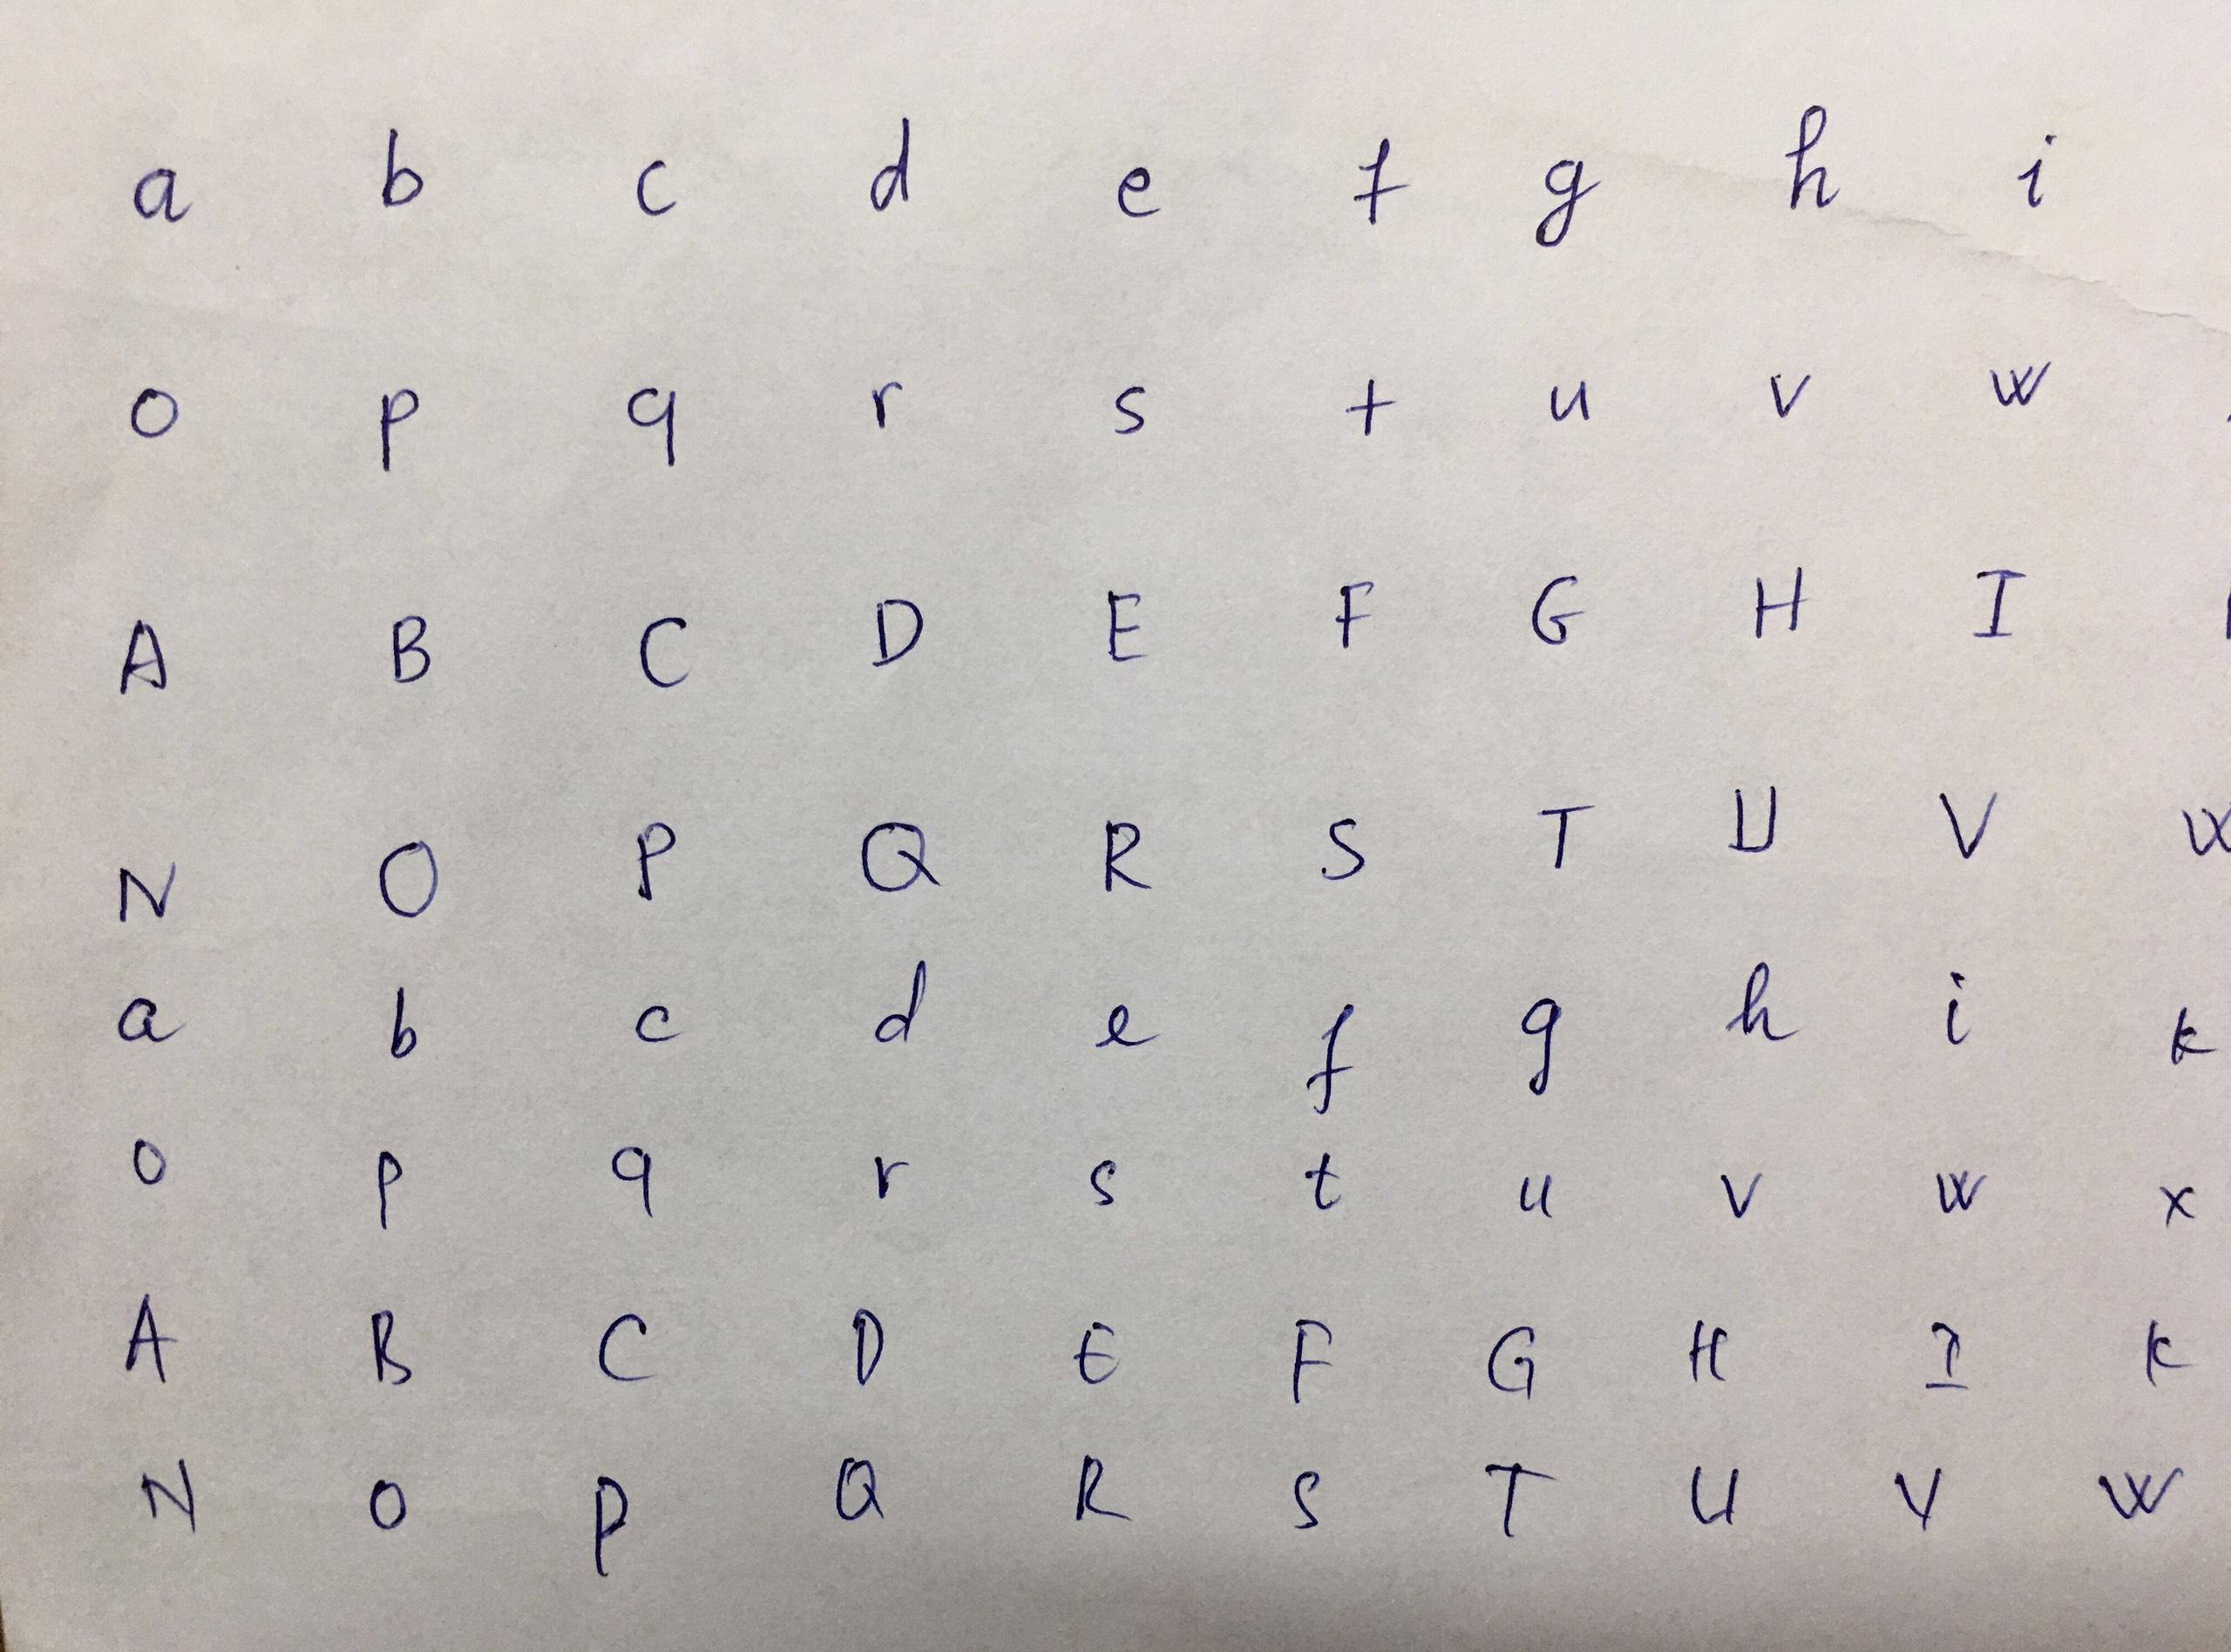 a b c d e f g h i
o p q r s t u v w
A B C D E F G H I
N O P Q R S T U V W
a b c d e f g h i k
o p q r s t u v w x
A B C D E F G H I K
N O P Q R S T U V W